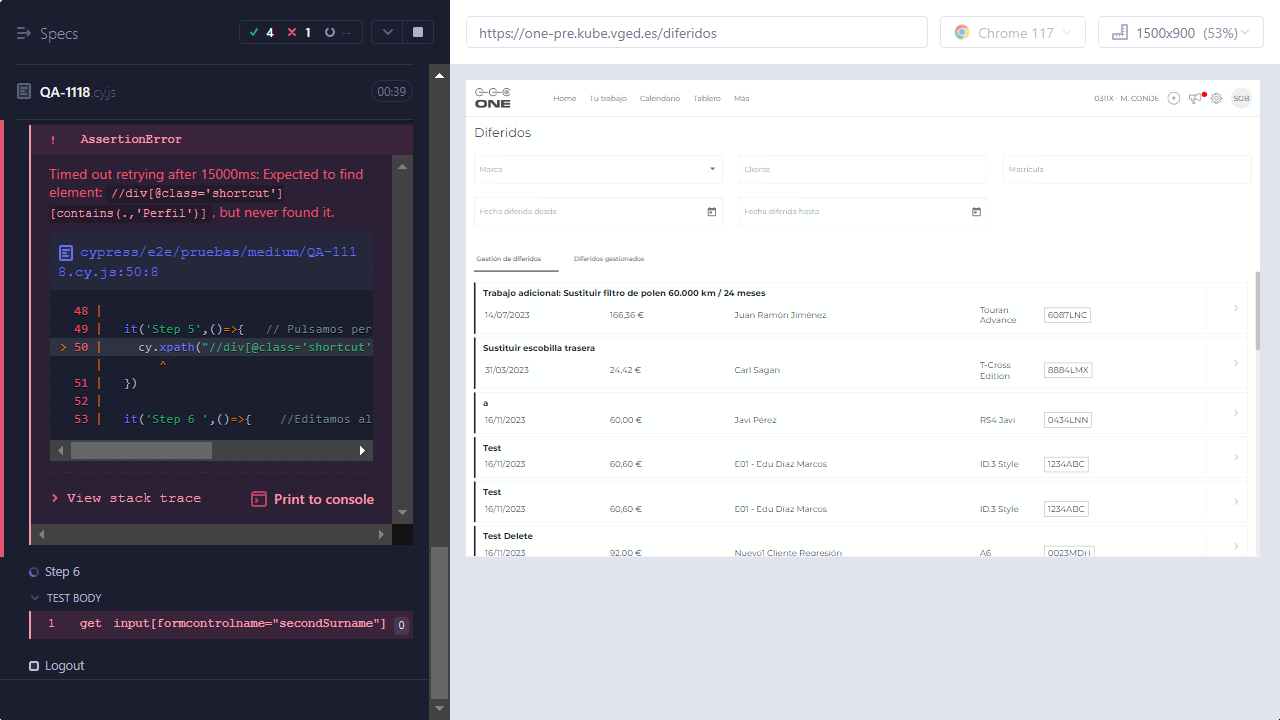 Specs
4
1
--
QA-1118.cy.js
00:39
! AssertionError
Timed out retrying after 15000ms: Expected to find
element: //div[@class='shortcut']
[contains(.,'Perfil')], but never found it.
cypress/e2e/pruebas/medium/QA-111
8.cy.js:50:8
48 |
49 | it('Step 5',()=>{ // Pulsamos per
> 50 | cy.xpath("//div[@class='shortcut'
| ^
51 | })
52 |
53 | it('Step 6 ',()=>{ //Editamos al
> View stack trace
Print to console
Step 6
TEST BODY
1 get input[formcontrolname="secondSurname"] 0
Logout
https://one-pre.kube.vged.es/diferidos
Chrome 117
1500x900 (53%)
ONE
Home
Tu trabajo
Calendario
Tablero
Más
0311X
M. CONDE
SGB
Diferidos
Marca
Cliente
Matrícula
Fecha diferida desde
Fecha diferida hasta
Gestión de diferidos
Diferidos gestionados
Trabajo adicional: Sustituir filtro de polen 60.000 km / 24 meses
14/07/2023 166,36 € Juan Ramón Jiménez Touran Advance 6087LNC
Sustituir escobilla trasera
31/03/2023 24,42 € Carl Sagan T-Cross Edition 8884LMX
a
16/11/2023 60,00 € Javi Pérez RS4 Javi 0434LNN
Test
16/11/2023 60,60 € E01 - Edu Diaz Marcos ID.3 Style 1234ABC
Test
16/11/2023 60,60 € E01 - Edu Diaz Marcos ID.3 Style 1234ABC
Test Delete
16/11/2023 92,00 € Nuevo1 Cliente Regresión A6 0023MDH